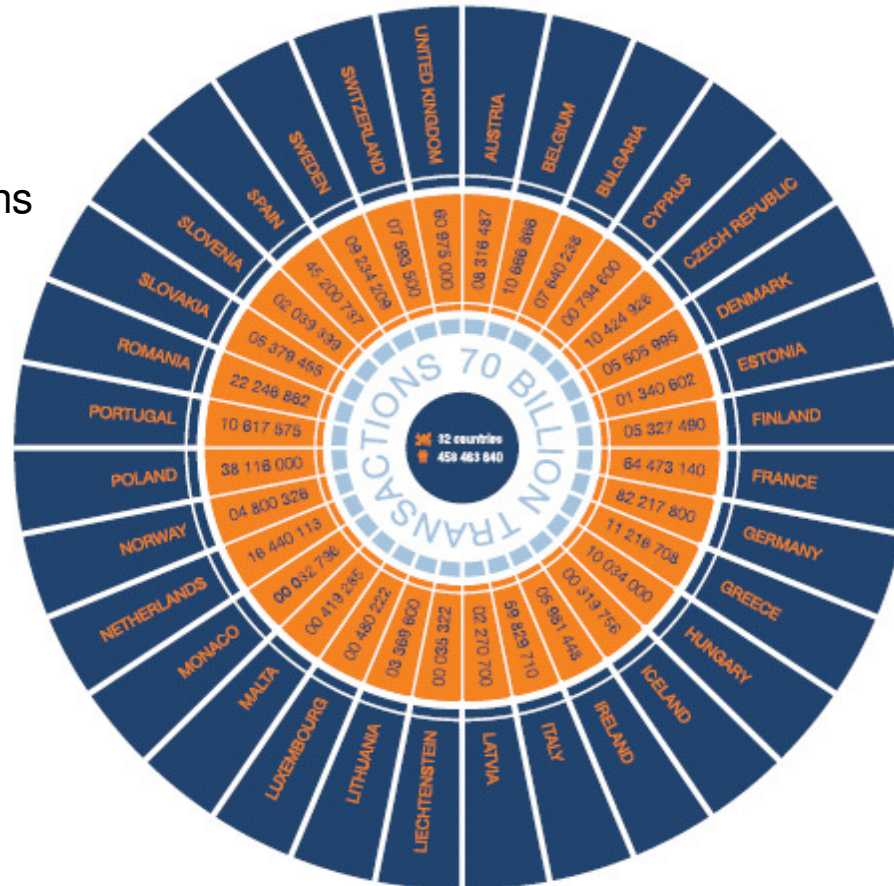 ns
AUSTRIA
08 316 487
BELGIUM
10 666 866
BULGARIA
07 640 238
CYPRUS
00 794 600
CZECH REPUBLIC
10 424 926
DENMARK
05 505 995
ESTONIA
01 340 602
FINLAND
05 327 490
FRANCE
64 473 140
GERMANY
82 217 800
GREECE
11 216 708
HUNGARY
10 034 000
ICELAND
00 319 756
IRELAND
05 981 448
ITALY
59 829 710
LATVIA
02 270 700
LIECHTENSTEIN
00 035 322
LITHUANIA
03 369 600
LUXEMBOURG
00 480 222
MALTA
00 419 285
MONACO
00 032 796
NETHERLANDS
16 440 113
NORWAY
04 800 326
POLAND
38 116 000
PORTUGAL
10 617 575
ROMANIA
22 246 862
SLOVAKIA
05 379 455
SLOVENIA
02 039 399
SPAIN
45 200 737
SWEDEN
09 234 209
SWITZERLAND
07 593 500
UNITED KINGDOM
60 975 000
70 BILLION TRANSACTIONS
32 countries
458 463 640